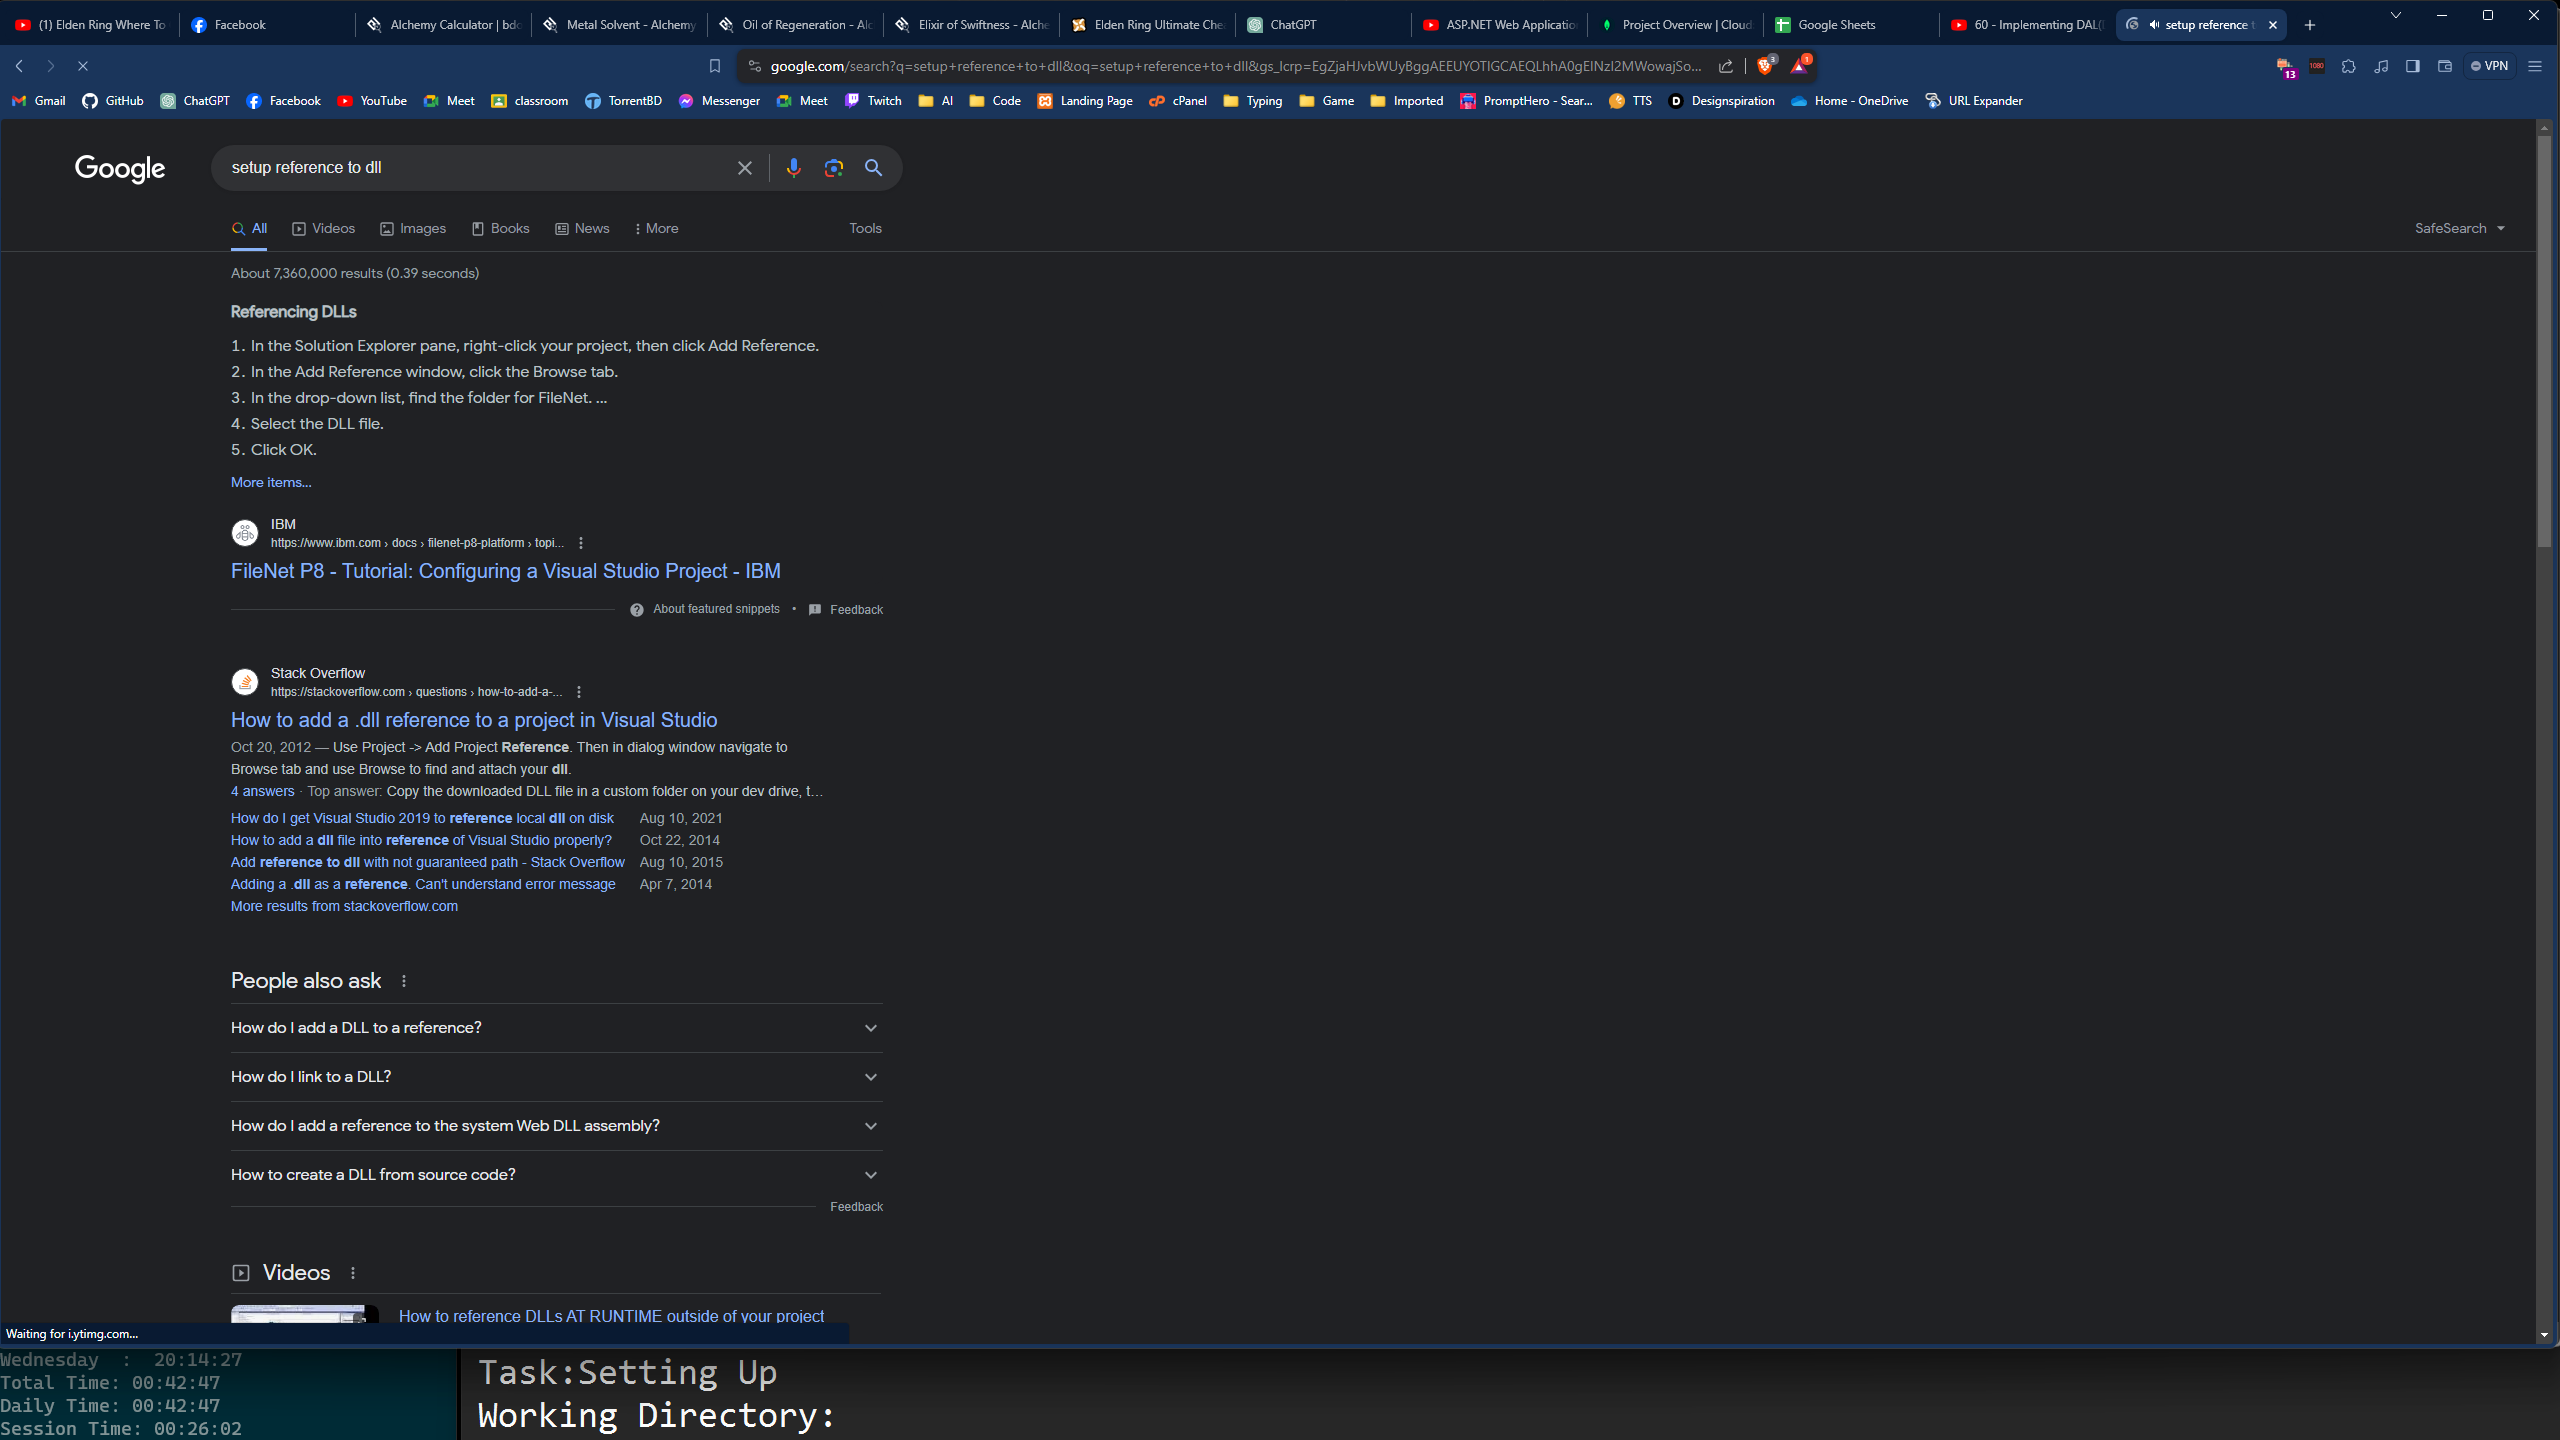 (1) Elden Ring Where To
Facebook
Alchemy Calculator | bdo
Metal Solvent - Alchemy
Oil of Regeneration - Alc
Elixir of Swiftness - Alche
Elden Ring Ultimate Chea
ChatGPT
ASP.NET Web Application
Project Overview | Cloud
Google Sheets
60 - Implementing DAL(
setup reference t
google.com/search?q=setup+reference+to+dll&oq=setup+reference+to+dll&gs_lcrp=EgZjaHJvbWUyBggAEEUYOTIGCAEQLhhA0gEINzI2MWowajSo...
3
1
13
1080
VPN
Gmail
GitHub
ChatGPT
Facebook
YouTube
Meet
classroom
TorrentBD
Messenger
Meet
Twitch
AI
Code
Landing Page
cPanel
Typing
Game
Imported
PromptHero - Sear...
TTS
Designspiration
Home - OneDrive
URL Expander
Google
setup reference to dll
All
Videos
Images
Books
News
More
Tools
SafeSearch
About 7,360,000 results (0.39 seconds)
Referencing DLLs
1. In the Solution Explorer pane, right-click your project, then click Add Reference.
2. In the Add Reference window, click the Browse tab.
3. In the drop-down list, find the folder for FileNet. ...
4. Select the DLL file.
5. Click OK.
More items...
IBM
https://www.ibm.com › docs › filenet-p8-platform › topi...
FileNet P8 - Tutorial: Configuring a Visual Studio Project - IBM
About featured snippets • Feedback
Stack Overflow
https://stackoverflow.com › questions › how-to-add-a-...
How to add a .dll reference to a project in Visual Studio
Oct 20, 2012 — Use Project -> Add Project Reference. Then in dialog window navigate to
Browse tab and use Browse to find and attach your dll.
4 answers · Top answer: Copy the downloaded DLL file in a custom folder on your dev drive, t...
How do I get Visual Studio 2019 to reference local dll on disk Aug 10, 2021
How to add a dll file into reference of Visual Studio properly? Oct 22, 2014
Add reference to dll with not guaranteed path - Stack Overflow Aug 10, 2015
Adding a .dll as a reference. Can't understand error message Apr 7, 2014
More results from stackoverflow.com
People also ask
How do I add a DLL to a reference?
How do I link to a DLL?
How do I add a reference to the system Web DLL assembly?
How to create a DLL from source code?
Feedback
Videos
How to reference DLLs AT RUNTIME outside of your project
Waiting for i.ytimg.com...
Wednesday : 20:14:27
Total Time: 00:42:47
Daily Time: 00:42:47
Session Time: 00:26:02
Task:Setting Up
Working Directory: